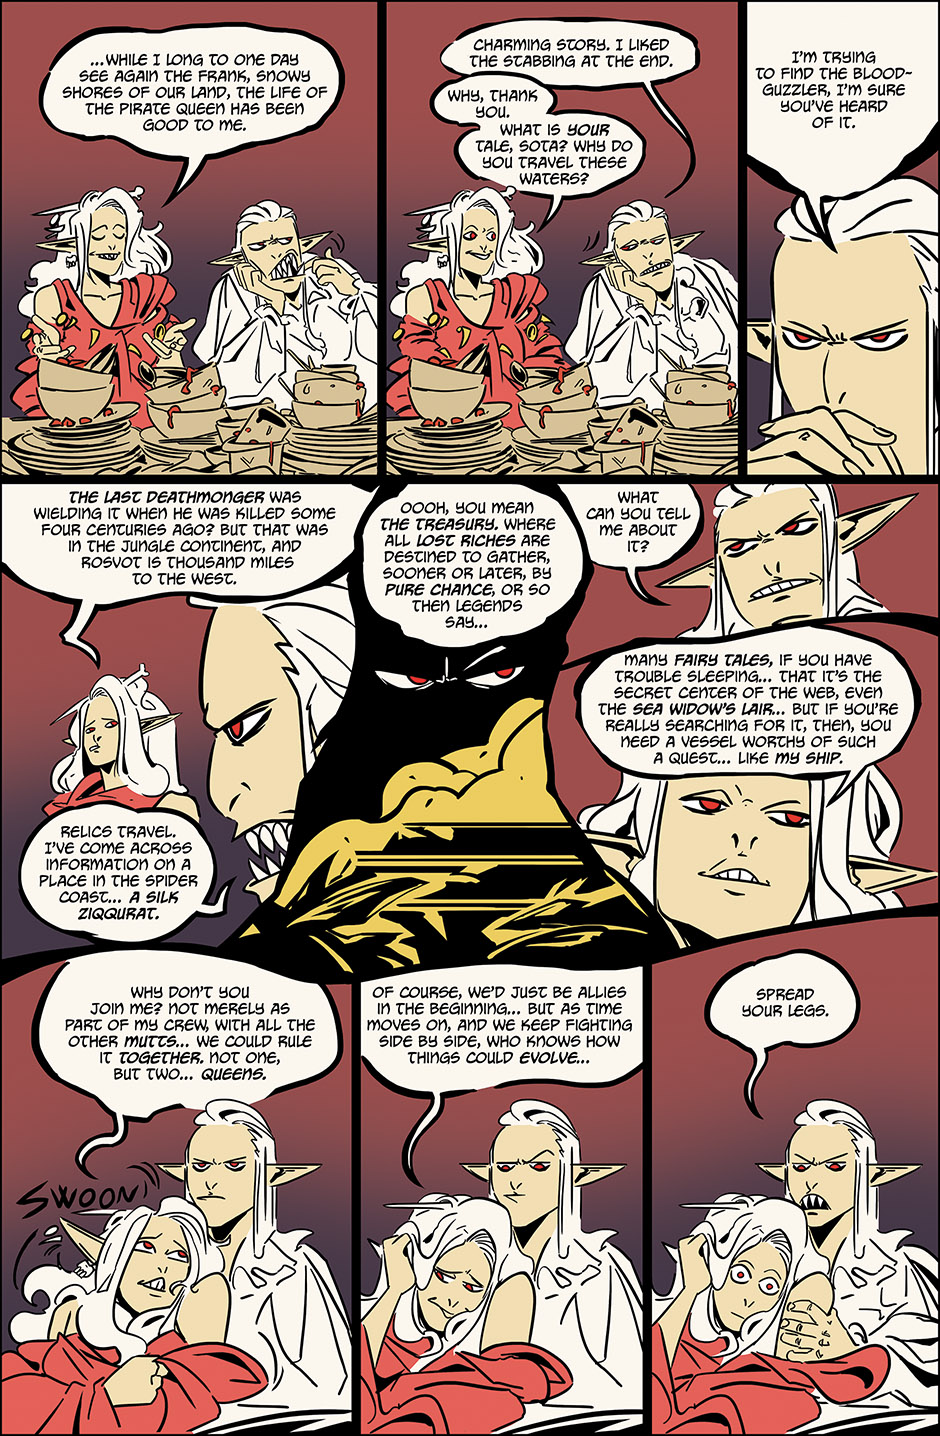 ...WHILE I LONG TO ONE DAY
SEE AGAIN THE FRANK, SNOWY
SHORES OF OUR LAND, THE LIFE OF
THE PIRATE QUEEN HAS BEEN
GOOD TO ME.
CHARMING STORY. I LIKED
THE STABBING AT THE END.
WHY, THANK
YOU.
WHAT IS YOUR
TALE, SOTA? WHY DO
YOU TRAVEL THESE
WATERS?
I'M TRYING
TO FIND THE BLOOD-
GUZZLER, I'M SURE
YOU'VE HEARD
OF IT.
THE LAST DEATHMONGER WAS
WIELDING IT WHEN HE WAS KILLED SOME
FOUR CENTURIES AGO? BUT THAT WAS
IN THE JUNGLE CONTINENT, AND
ROSVOT IS THOUSAND MILES
TO THE WEST.
RELICS TRAVEL.
I'VE COME ACROSS
INFORMATION ON A
PLACE IN THE SPIDER
COAST... A SILK
ZIQQURAT.
OOOH, YOU MEAN
THE TREASURY. WHERE
ALL LOST RICHES ARE
DESTINED TO GATHER,
SOONER OR LATER, BY
PURE CHANCE, OR SO
THEN LEGENDS
SAY...
WHAT
CAN YOU TELL
ME ABOUT
IT?
MANY FAIRY TALES, IF YOU HAVE
TROUBLE SLEEPING... THAT IT'S THE
SECRET CENTER OF THE WEB, EVEN
THE SEA WIDOW'S LAIR... BUT IF YOU'RE
REALLY SEARCHING FOR IT, THEN, YOU
NEED A VESSEL WORTHY OF SUCH
A QUEST... LIKE MY SHIP.
WHY DON'T YOU
JOIN ME? NOT MERELY AS
PART OF MY CREW, WITH ALL THE
OTHER MUTTS... WE COULD RULE
IT TOGETHER. NOT ONE,
BUT TWO... QUEENS.
SWOON
OF COURSE, WE'D JUST BE ALLIES
IN THE BEGINNING... BUT AS TIME
MOVES ON, AND WE KEEP FIGHTING
SIDE BY SIDE, WHO KNOWS HOW
THINGS COULD EVOLVE...
SPREAD
YOUR LEGS.